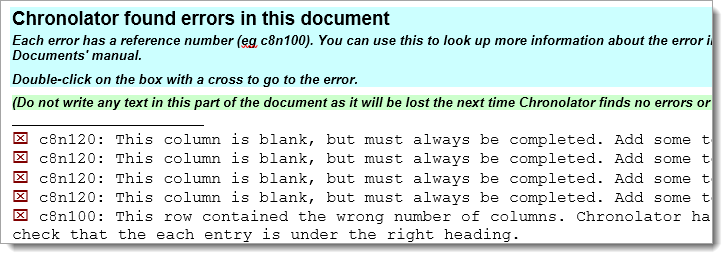 Chronolator found errors in this document
Each error has a reference number (eg c8n100). You can use this to look up more information about the error in
Documents' manual.
Double-click on the box with a cross to go to the error.
(Do not write any text in this part of the document as it will be lost the next time Chronolator finds no errors or
c8n120: This column is blank, but must always be completed. Add some
c8n120: This column is blank, but must always be completed. Add some
c8n120: This column is blank, but must always be completed. Add some
c8n120: This column is blank, but must always be completed. Add some
c8n100: This row contained the wrong number of columns. Chronolator ha
check that the each entry is under the right heading.